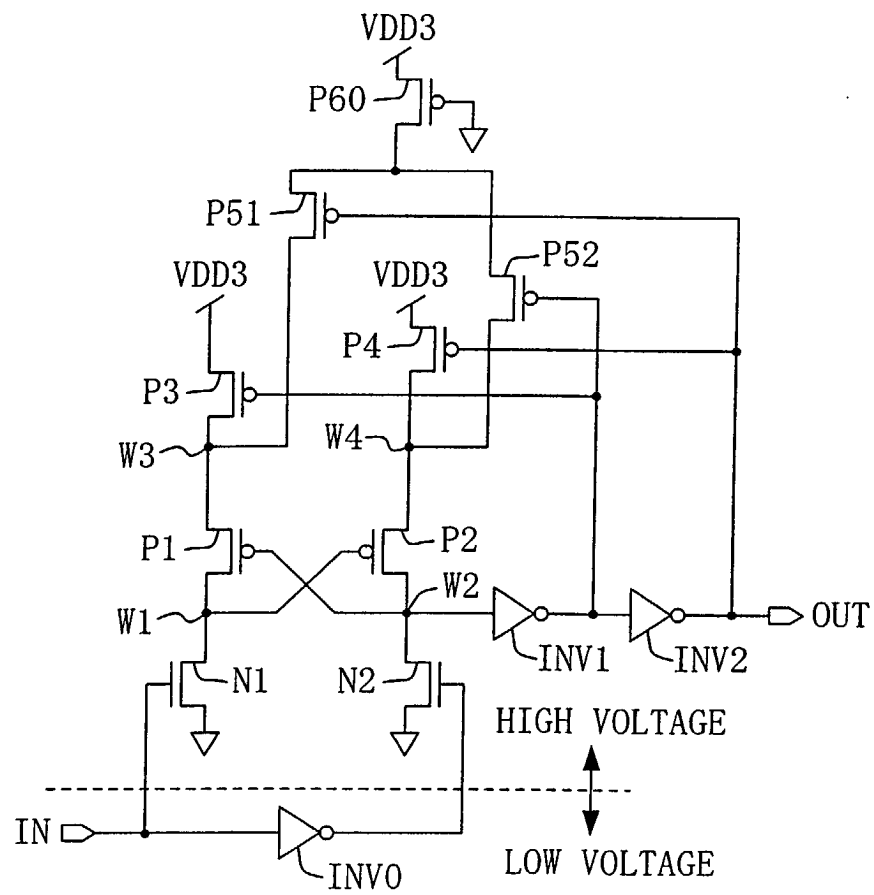 VDD3
P60
P51
P52
VDD3
VDD3
P4
P3
W3
W4
P1
P2
W2
W1
OUT
INV1
INV2
N1
N2
HIGH VOLTAGE
IN
LOW VOLTAGE
INV0